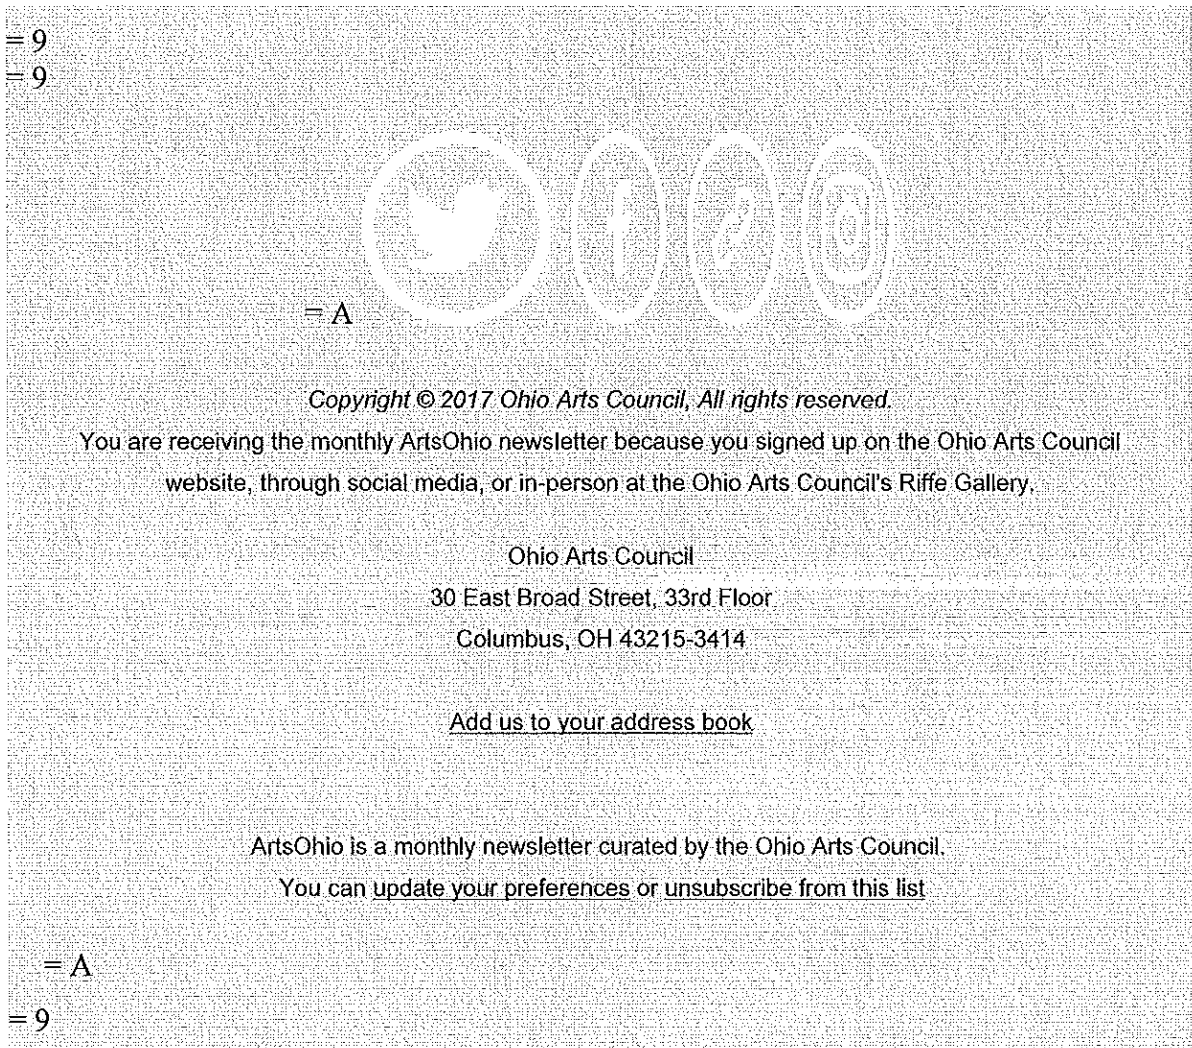 = 9
= 9
= A
Copyright © 2017 Ohio Arts Council, All rights reserved.
You are receiving the monthly ArtsOhio newsletter because you signed up on the Ohio Arts Council
website, through social media, or in-person at the Ohio Arts Council's Riffe Gallery.
Ohio Arts Council
30 East Broad Street, 33rd Floor
Columbus, OH 43215-3414
Add us to your address book
ArtsOhio is a monthly newsletter curated by the Ohio Arts Council.
You can update your preferences or unsubscribe from this list
= A
= 9